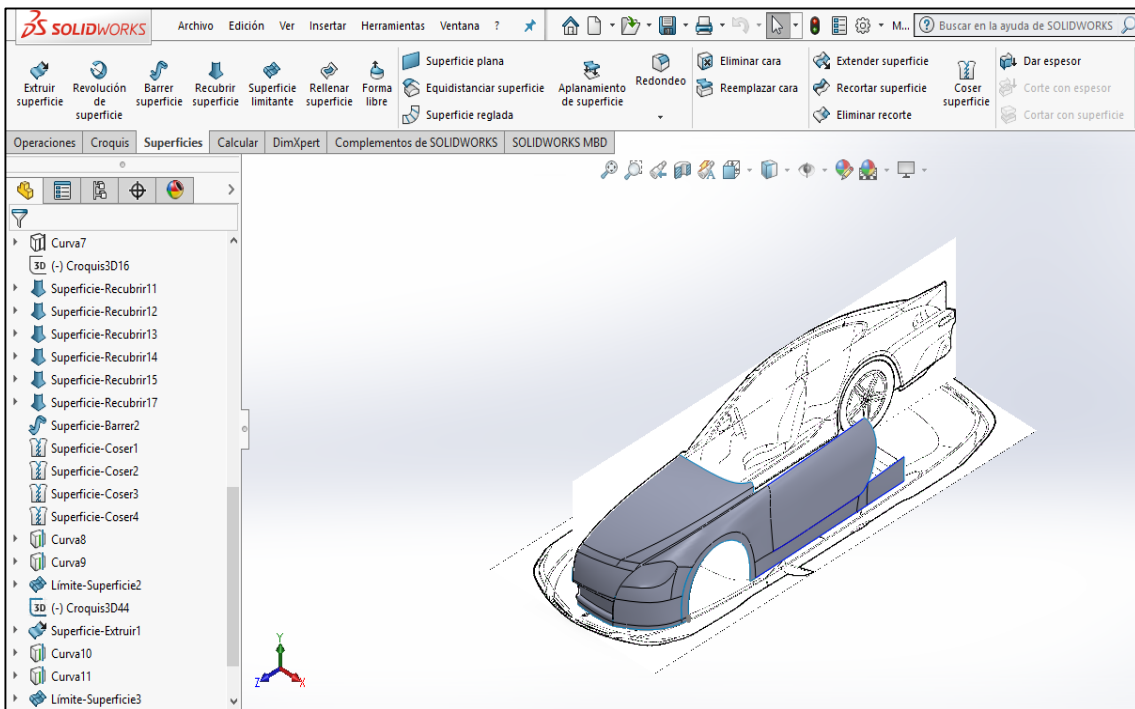 SOLIDWORKS
Archivo Edición Ver Insertar Herramientas Ventana ?
M...
Buscar en la ayuda de SOLIDWORKS
Extruir superficie
Revolución de superficie
Barrer superficie
Recubrir superficie
Superficie limitante
Rellenar superficie
Forma libre
Superficie plana
Equidistanciar superficie
Superficie reglada
Aplanamiento de superficie
Redondeo
Eliminar cara
Reemplazar cara
Extender superficie
Recortar superficie
Eliminar recorte
Coser superficie
Dar espesor
Corte con espesor
Cortar con superficie
Operaciones Croquis Superficies Calcular DimXpert Complementos de SOLIDWORKS SOLIDWORKS MBD
Curva7
3D (-) Croquis3D16
Superficie-Recubrir11
Superficie-Recubrir12
Superficie-Recubrir13
Superficie-Recubrir14
Superficie-Recubrir15
Superficie-Recubrir17
Superficie-Barrer2
Superficie-Coser1
Superficie-Coser2
Superficie-Coser3
Superficie-Coser4
Curva8
Curva9
Límite-Superficie2
3D (-) Croquis3D44
Superficie-Extruir1
Curva10
Curva11
Límite-Superficie3
Y
Z
X